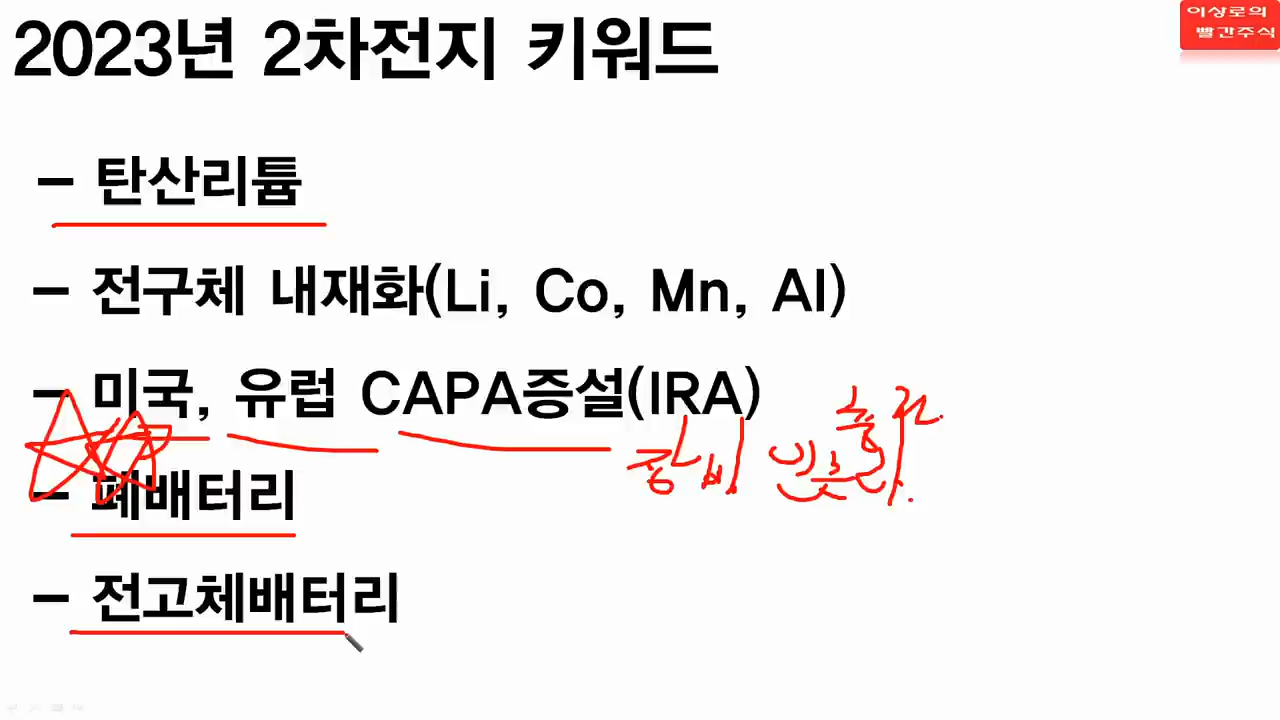 2023년 2차전지 키워드
이상로의
빨간주식
- 탄산리튬
- 전구체 내재화(Li, Co, Mn, Al)
- 미국, 유럽 CAPA증설(IRA)
장비
- 폐배터리
- 전고체배터리